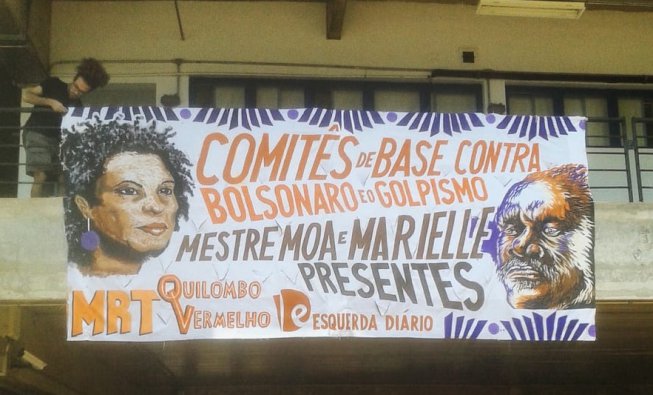 COMITÊS DE BASE CONTRA
BOLSONARO E O GOLPISMO
MESTRE MOA E MARIELLE
PRESENTES
MRT QUILOMBO VERMELHO
ESQUERDA DIÁRIO